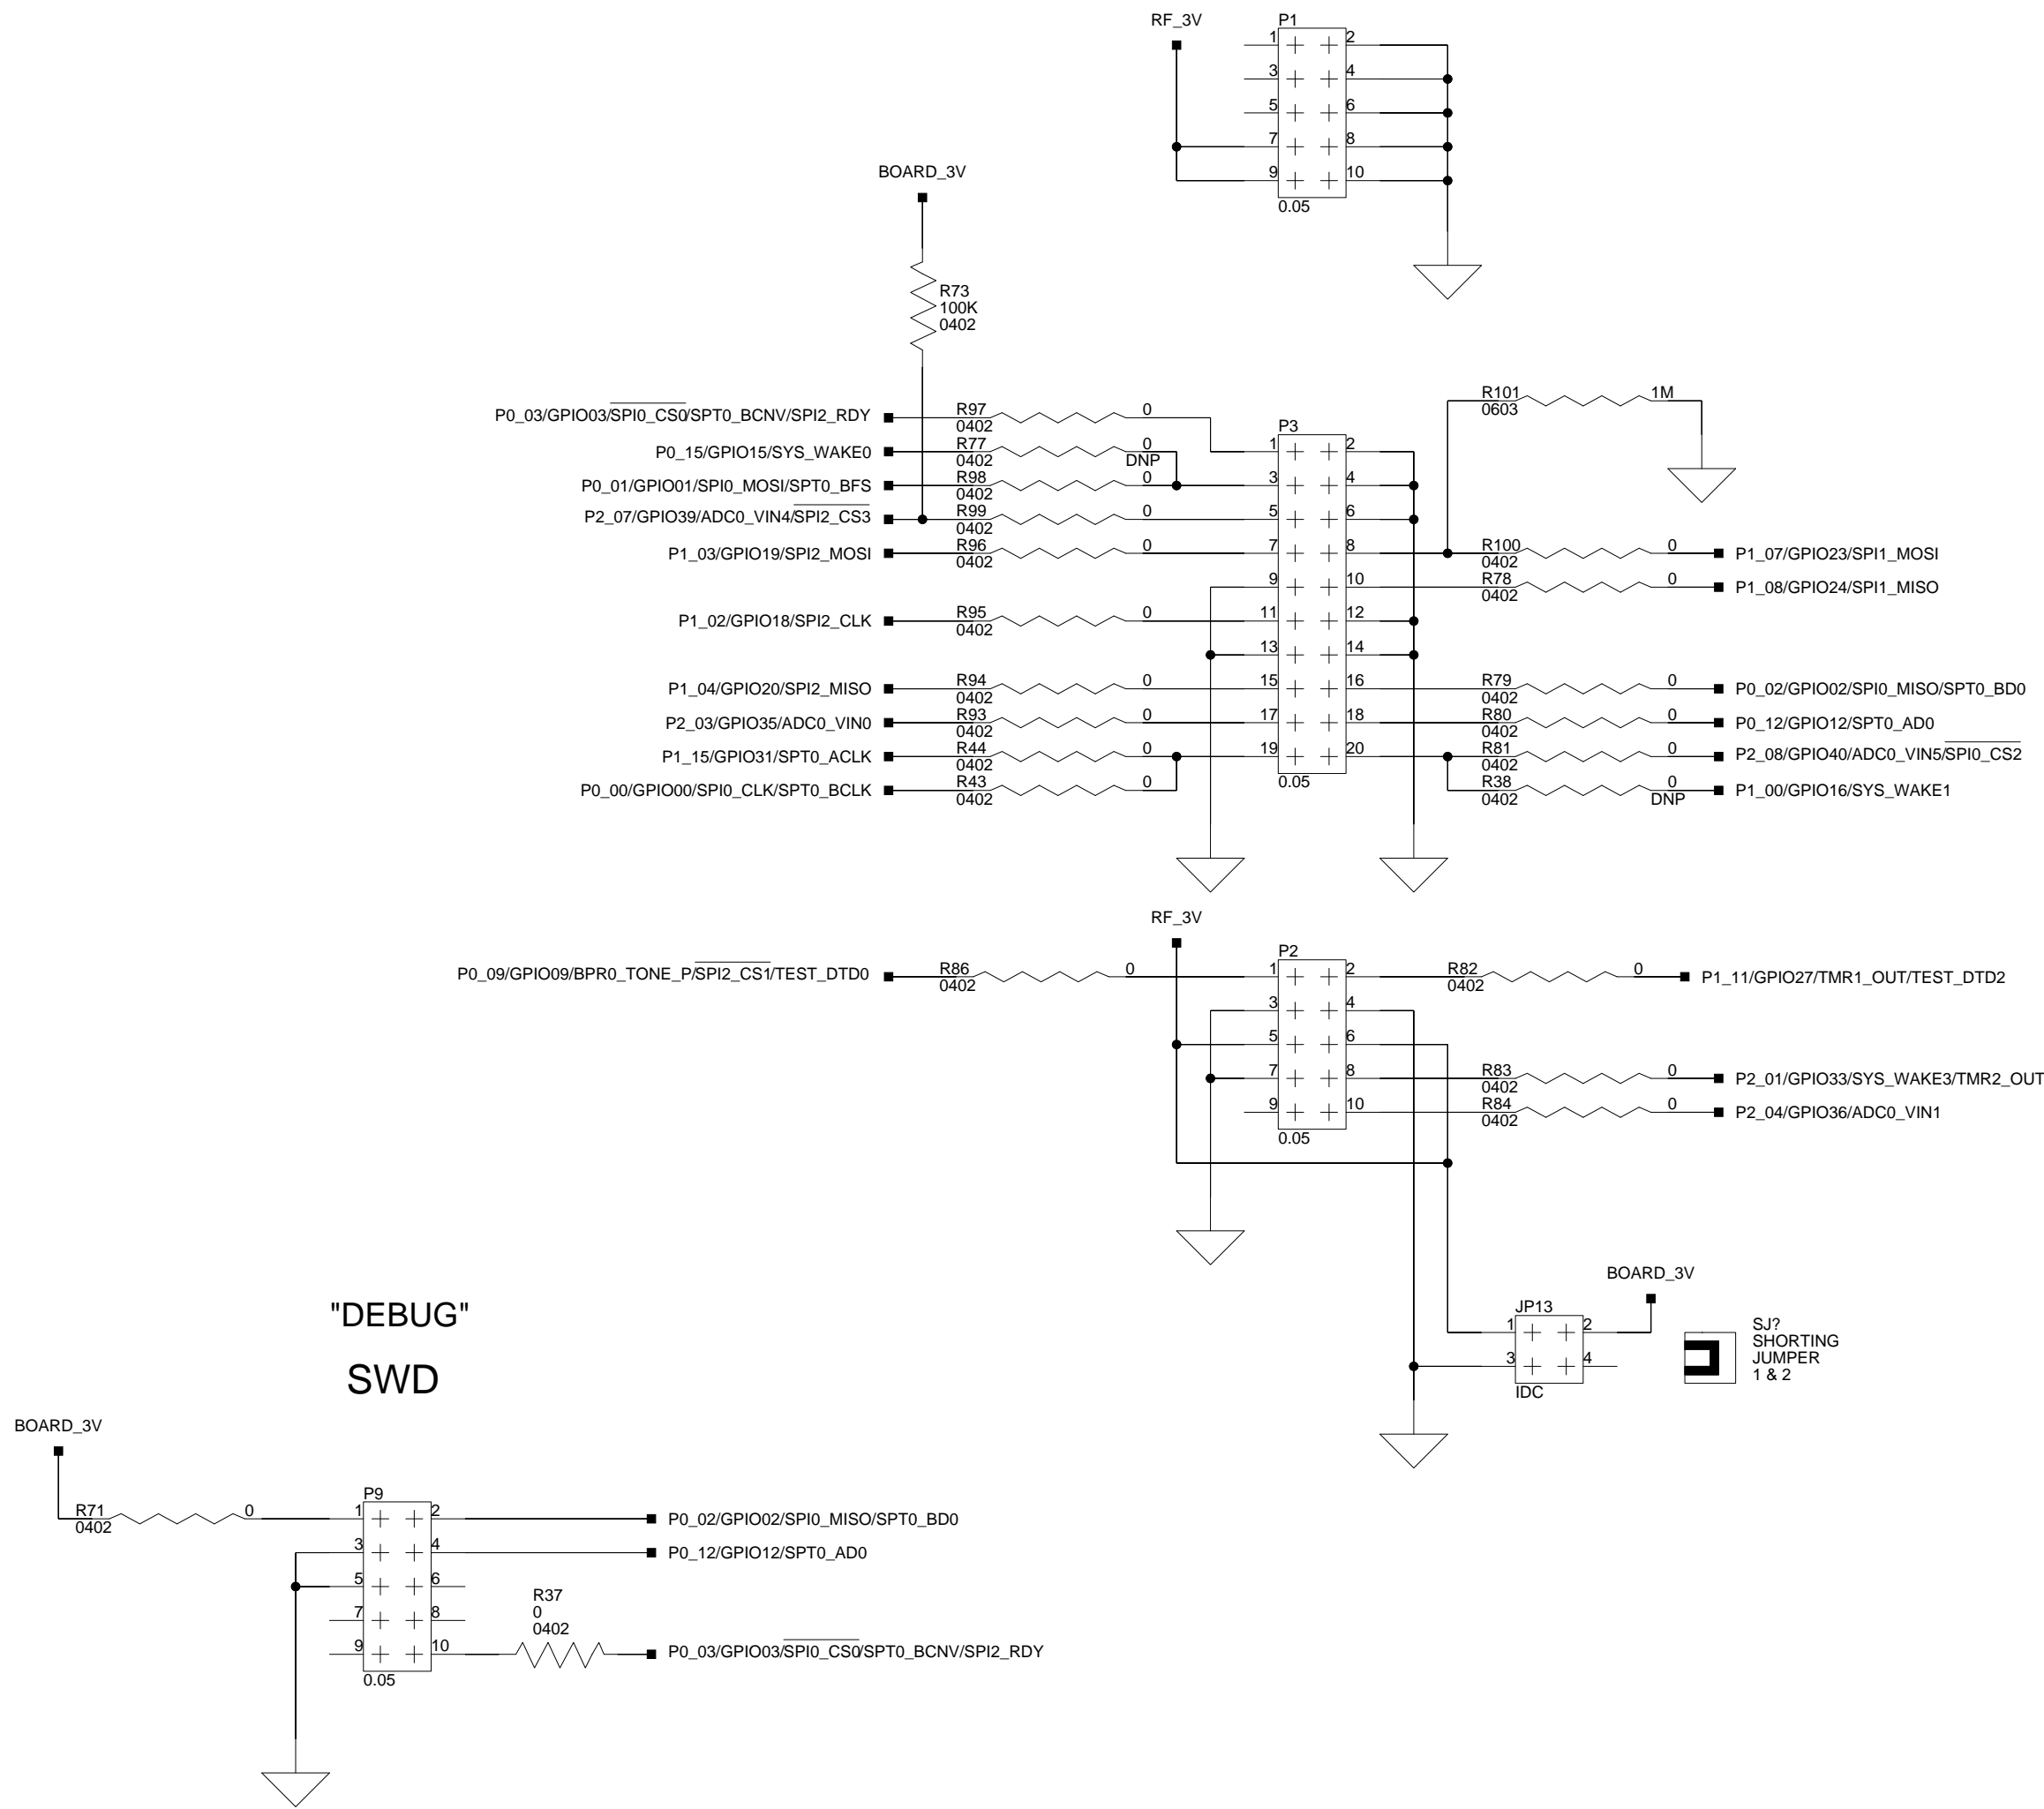 RF_3V
P1
1 2
3 4
5 6
7 8
9 10
0.05
BOARD_3V
R73
100K
0402
R101 1M
0603
P0_03/GPIO03/SPI0_CS0/SPT0_BCNV/SPI2_RDY R97 0
0402
P3
P0_15/GPIO15/SYS_WAKE0 R77 0 1 2
0402 DNP
P0_01/GPIO01/SPI0_MOSI/SPT0_BFS R98 0 3 4
0402
P2_07/GPIO39/ADC0_VIN4/SPI2_CS3 R99 0 5 6
0402
P1_03/GPIO19/SPI2_MOSI R96 0 7 8 R100 0 P1_07/GPIO23/SPI1_MOSI
0402 0402
9 10 R78 0 P1_08/GPIO24/SPI1_MISO
0402
P1_02/GPIO18/SPI2_CLK R95 0 11 12
0402
13 14
P1_04/GPIO20/SPI2_MISO R94 0 15 16 R79 0 P0_02/GPIO02/SPI0_MISO/SPT0_BD0
0402 0402
P2_03/GPIO35/ADC0_VIN0 R93 0 17 18 R80 0 P0_12/GPIO12/SPT0_AD0
0402 0402
P1_15/GPIO31/SPT0_ACLK R44 0 19 20 R81 0 P2_08/GPIO40/ADC0_VIN5/SPI0_CS2
0402 0402
P0_00/GPIO00/SPI0_CLK/SPT0_BCLK R43 0 0.05 R38 0 P1_00/GPIO16/SYS_WAKE1
0402 0402 DNP
RF_3V
P2
P0_09/GPIO09/BPR0_TONE_P/SPI2_CS1/TEST_DTD0 R86 0 1 2 R82 0 P1_11/GPIO27/TMR1_OUT/TEST_DTD2
0402 0402
3 4
5 6
7 8 R83 0 P2_01/GPIO33/SYS_WAKE3/TMR2_OUT
0402
9 10 R84 0 P2_04/GPIO36/ADC0_VIN1
0402
0.05
BOARD_3V
JP13
1 2
3 4
IDC
SJ?
SHORTING
JUMPER
1 & 2
"DEBUG"
SWD
BOARD_3V
P9
R71 0 1 2 P0_02/GPIO02/SPI0_MISO/SPT0_BD0
0402
3 4 P0_12/GPIO12/SPT0_AD0
5 6
7 8
R37
0
0402
9 10 P0_03/GPIO03/SPI0_CS0/SPT0_BCNV/SPI2_RDY
0.05